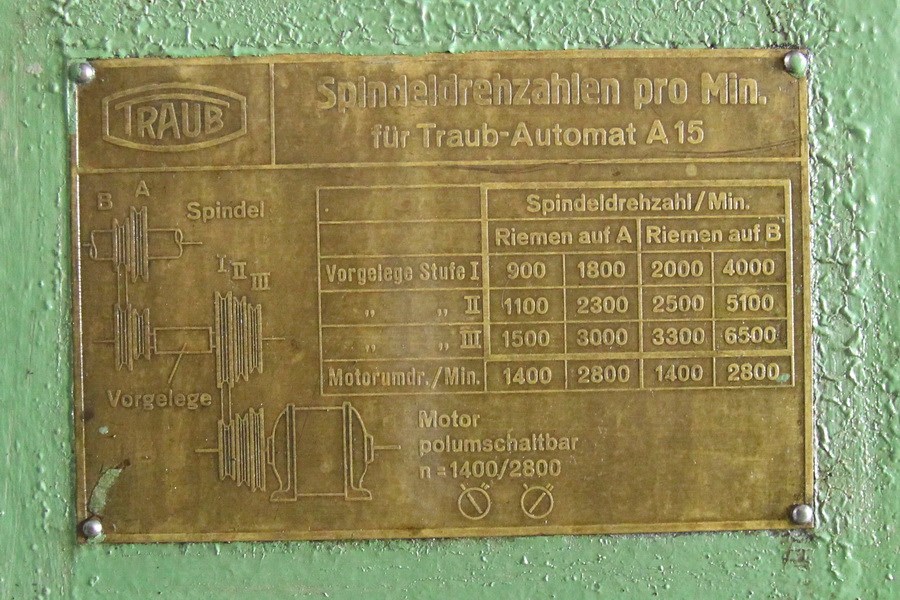 TRAUB
Spindeldrehzahlen pro Min.
für Traub-Automat A 15
B A
Spindel
I II III
Vorgelege
Spindeldrehzahl/Min.
Riemen auf A Riemen auf B
Vorgelege Stufe I 900 1800 2000 4000
„ „ II 1100 2300 2500 5100
„ „ III 1500 3000 3300 6500
Motorumdr./Min. 1400 2800 1400 2800
Motor
polumschaltbar
n = 1400/2800